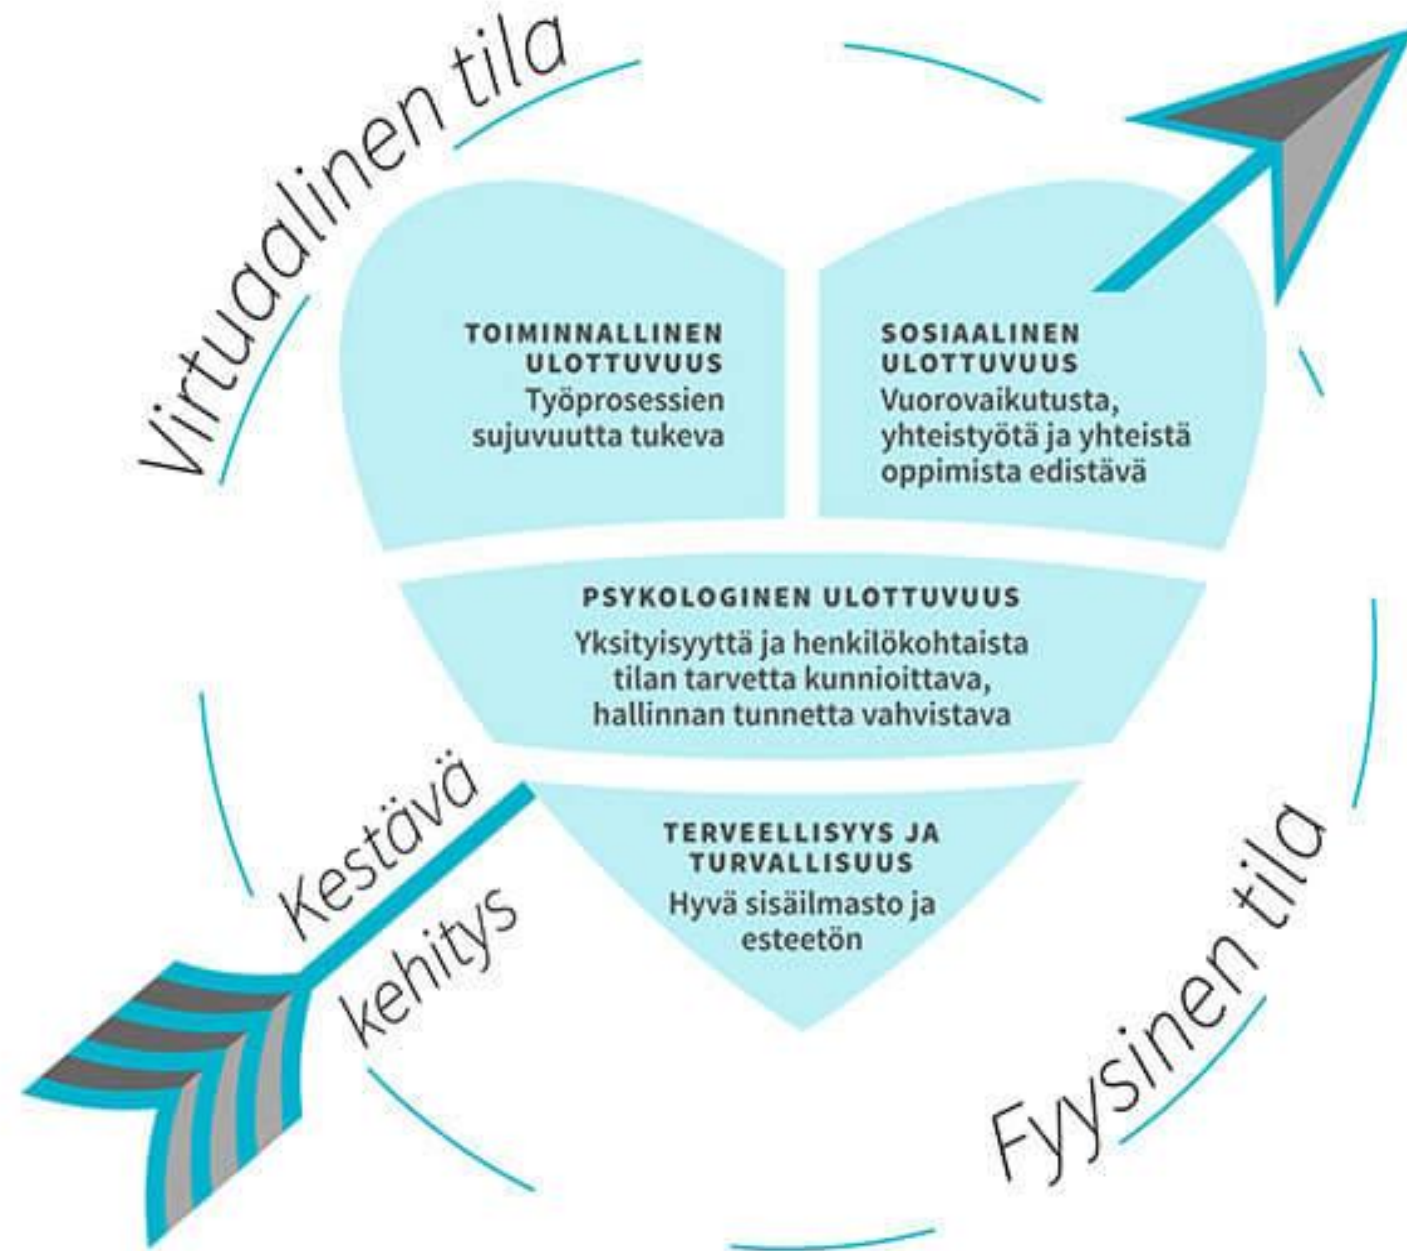 Virtuaalinen tila
TOIMINNALLINEN
ULOTTUVUUS
Työprosessien
sujuvuutta tukeva
SOSIAALINEN
ULOTTUVUUS
Vuorovaikutusta,
yhteistyötä ja yhteistä
oppimista edistävä
PSYKOLOGINEN ULOTTUVUUS
Yksityisyyttä ja henkilökohtaista
tilan tarvetta kunnioittava,
hallinnan tunnetta vahvistava
TERVEELLISYYS JA
TURVALLISUUS
Hyvä sisäilmasto ja
esteetön
Kestävä
kehitys
Fyysinen tila